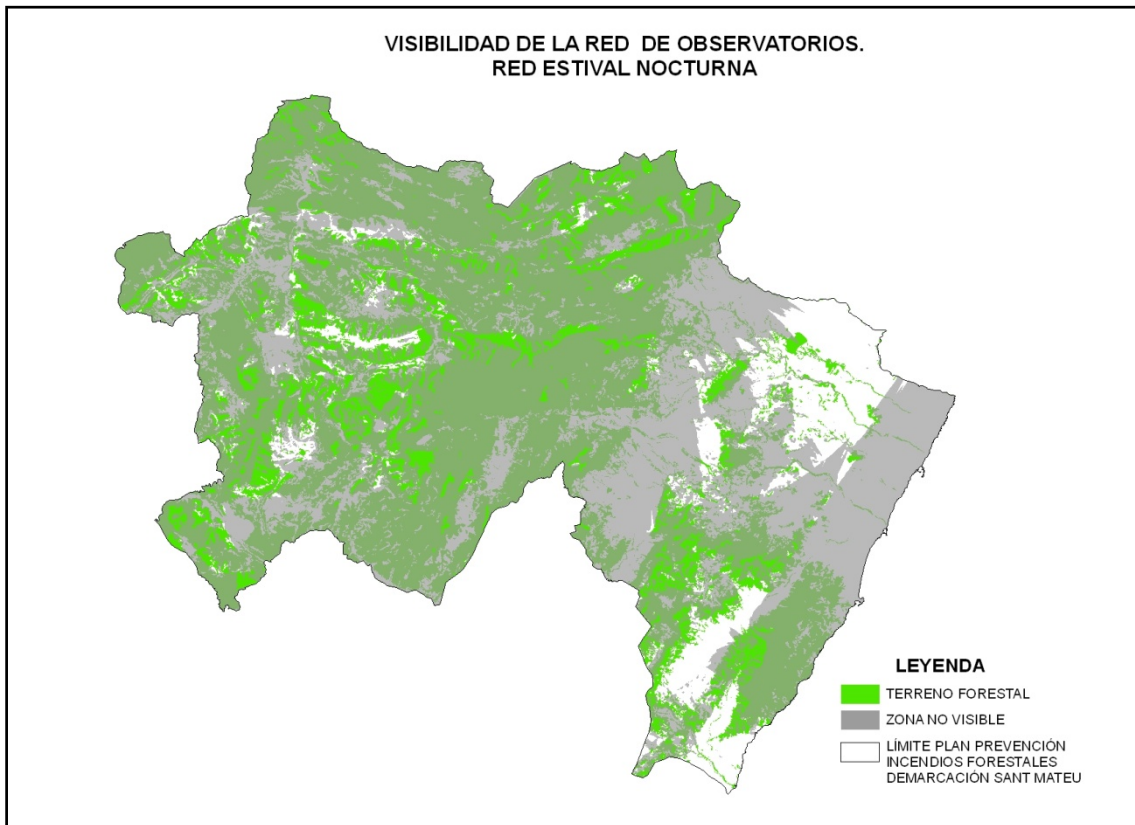 VISIBILIDAD DE LA RED DE OBSERVATORIOS.
RED ESTIVAL NOCTURNA
LEYENDA
TERRENO FORESTAL
ZONA NO VISIBLE
LÍMITE PLAN PREVENCIÓN
INCENDIOS FORESTALES
DEMARCACIÓN SANT MATEU